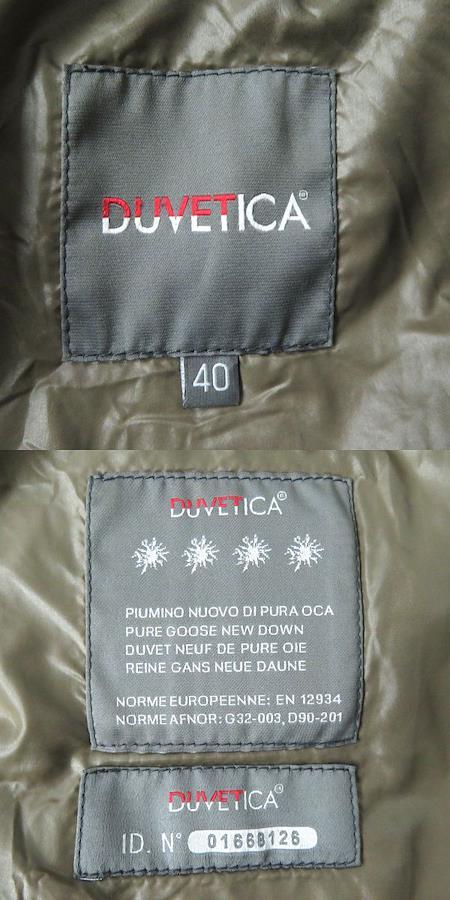 DUVETICA®
40
DUVETICA®
PIUMINO NUOVO DI PURA OCA
PURE GOOSE NEW DOWN
DUVET NEUF DE PURE OIE
REINE GANS NEUE DAUNE
NORME EUROPEENNE: EN 12934
NORME AFNOR: G32-003, D90-201
DUVETICA®
ID. N° 01668126